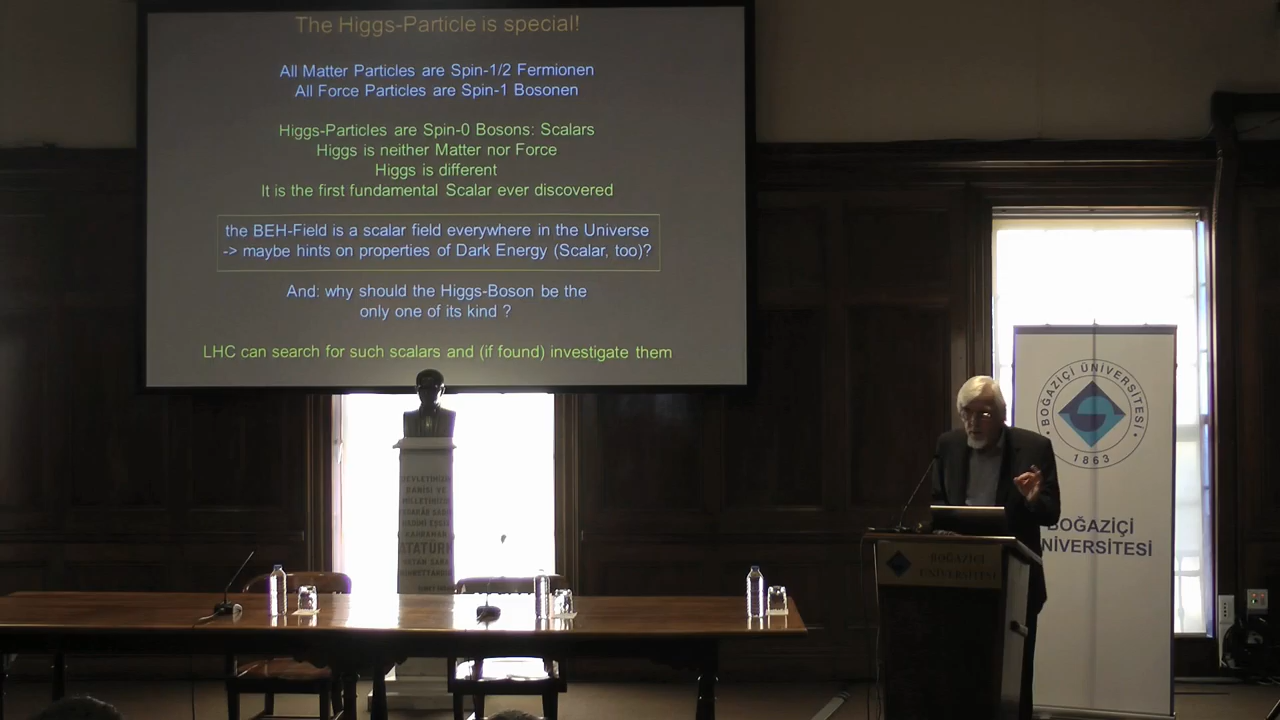 The Higgs-Particle is special!
All Matter Particles are Spin-1/2 Fermionen
All Force Particles are Spin-1 Bosonen
Higgs-Particles are Spin-0 Bosons: Scalars
Higgs is neither Matter nor Force
Higgs is different
It is the first fundamental Scalar ever discovered
the BEH-Field is a scalar field everywhere in the Universe
-> maybe hints on properties of Dark Energy (Scalar, too)?
And: why should the Higgs-Boson be the
only one of its kind ?
LHC can search for such scalars and (if found) investigate them
BOĞAZİÇİ ÜNİVERSİTESİ
1863
BOĞAZİÇİ
NİVERSİTESİ
BOĞAZİÇİ
ÜNİVERSİTESİ
ATATÜRK